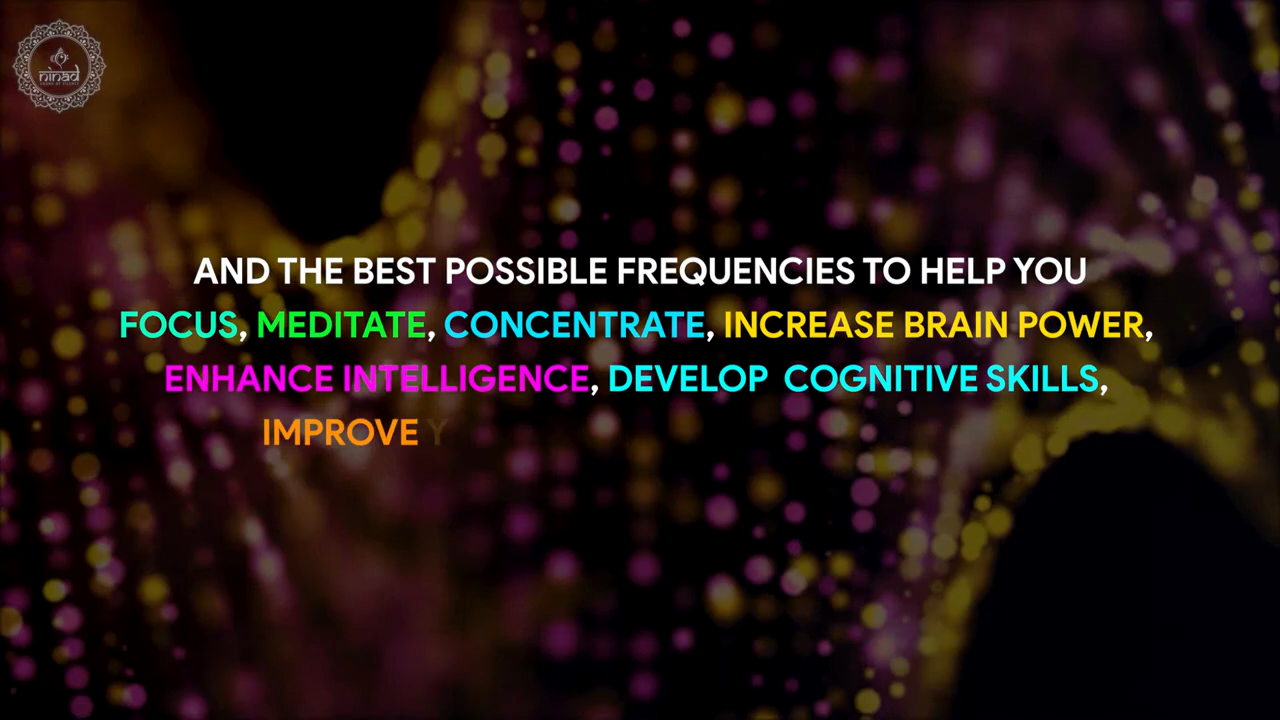 ninad
AND THE BEST POSSIBLE FREQUENCIES TO HELP YOU
FOCUS, MEDITATE, CONCENTRATE, INCREASE BRAIN POWER,
ENHANCE INTELLIGENCE, DEVELOP COGNITIVE SKILLS,
IMPROVE Y